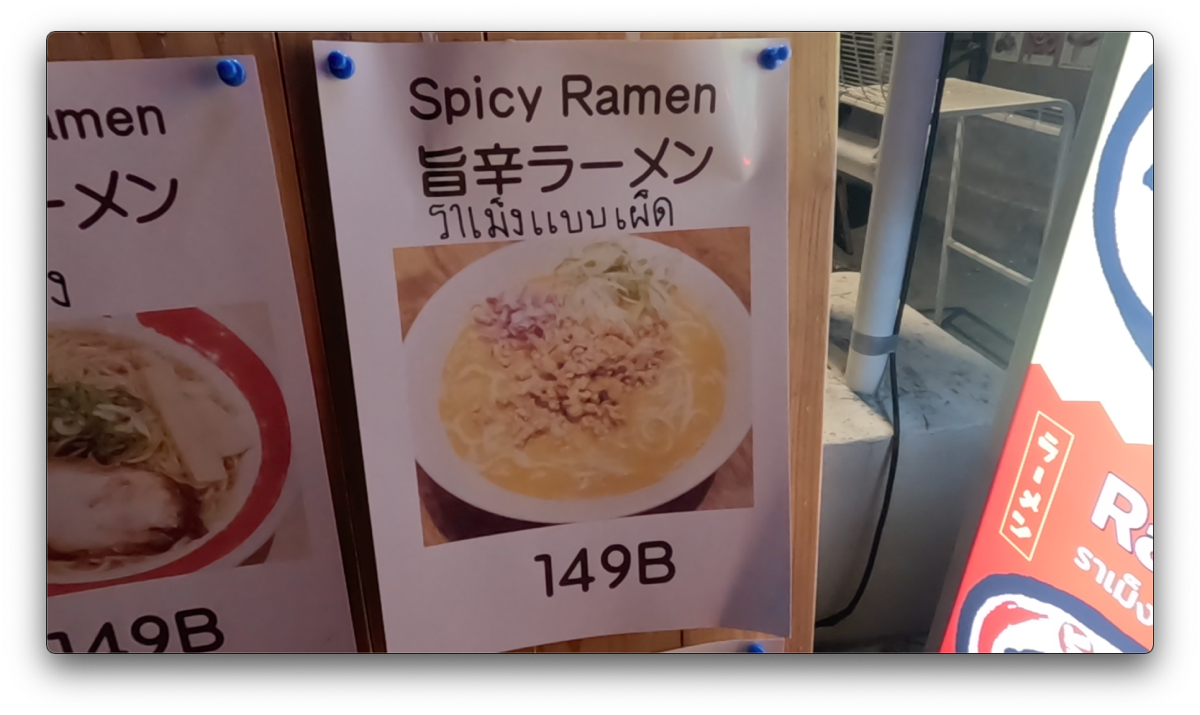 Spicy Ramen
旨辛ラーメン
ราเม็งแบบเผ็ด
149B
amen
ーメン
ง
149B
ラーメン
Ra
ราเม็ง